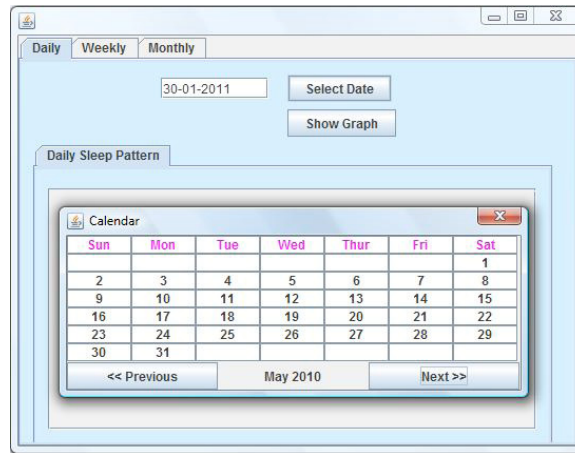 Daily Weekly Monthly
30-01-2011 Select Date
Show Graph
Daily Sleep Pattern
Calendar
Sun Mon Tue Wed Thur Fri Sat
1
2 3 4 5 6 7 8
9 10 11 12 13 14 15
16 17 18 19 20 21 22
23 24 25 26 27 28 29
30 31
<< Previous May 2010 Next >>